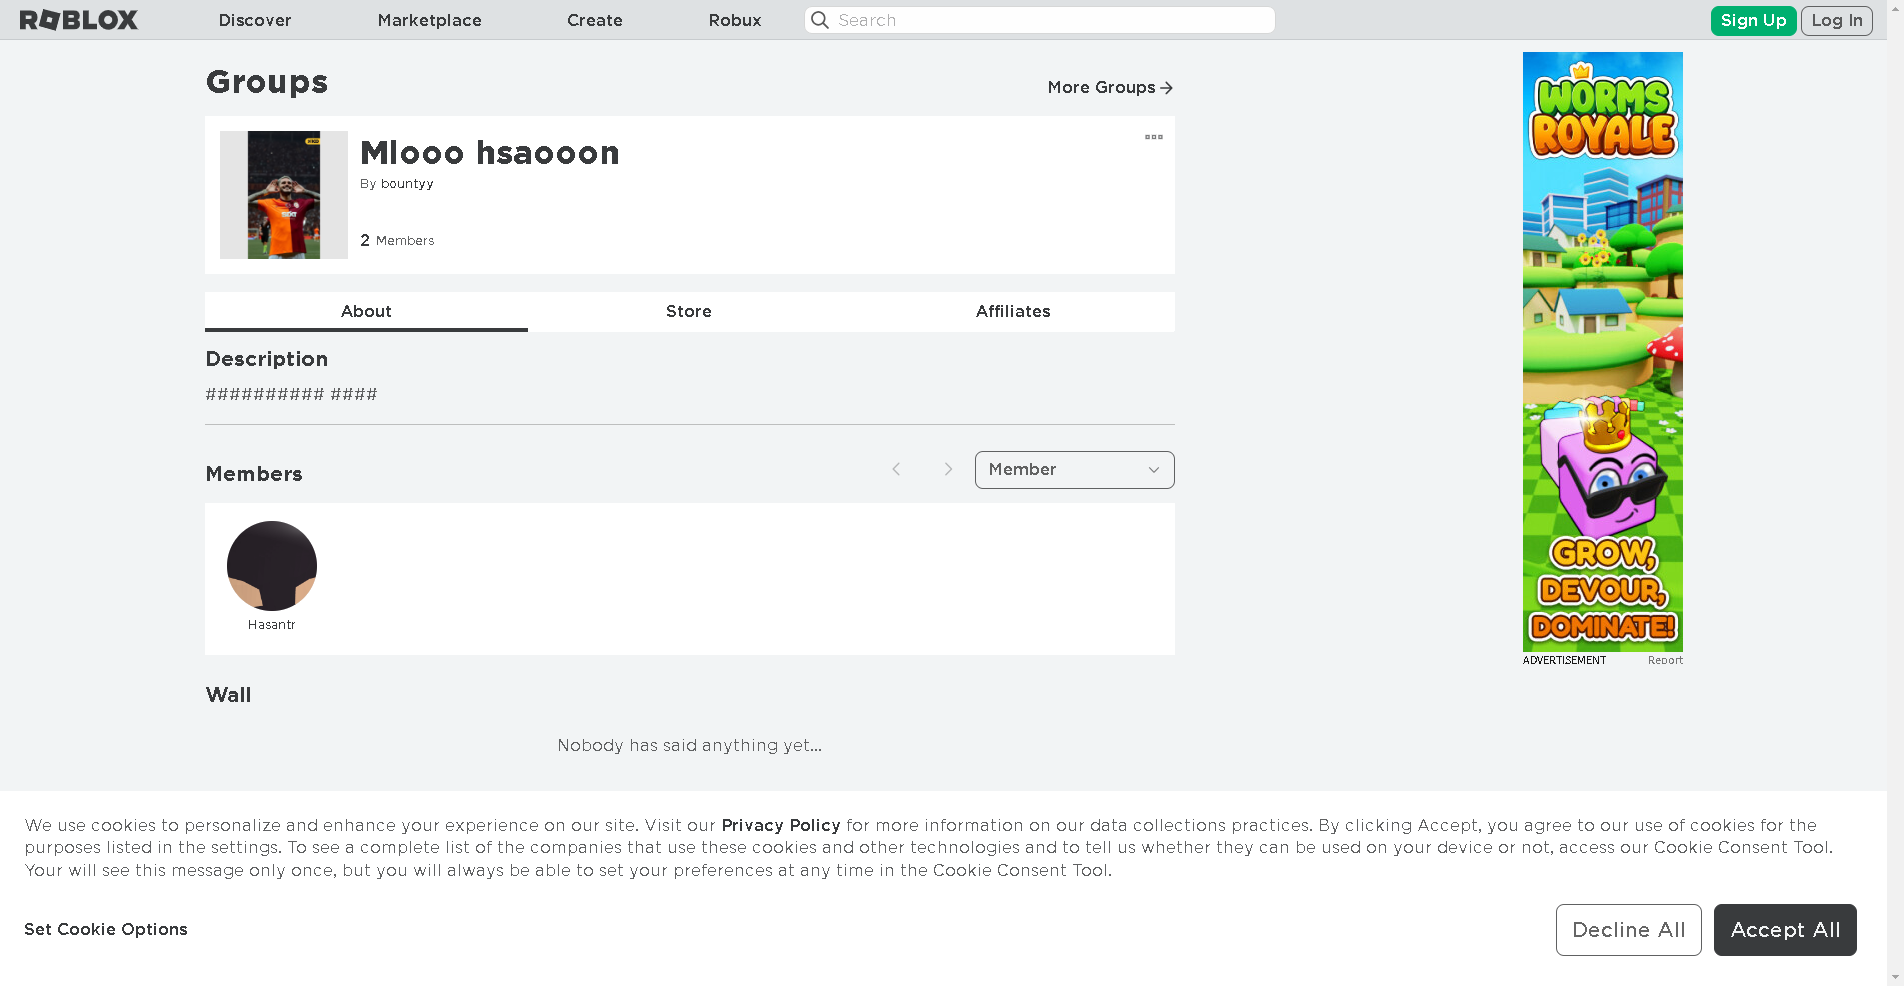 ROBLOX
Discover
Marketplace
Create
Robux
Search
Sign Up
Log In
Groups
More Groups
Mlooo hsaooon
By bountyy
2 Members
About
Store
Affiliates
Description
########## ####
Members
Member
Hasantr
Wall
Nobody has said anything yet...
WORMS
ROYALE
GROW,
DEVOUR,
DOMINATE!
ADVERTISEMENT
Report
We use cookies to personalize and enhance your experience on our site. Visit our Privacy Policy for more information on our data collections practices. By clicking Accept, you agree to our use of cookies for the
purposes listed in the settings. To see a complete list of the companies that use these cookies and other technologies and to tell us whether they can be used on your device or not, access our Cookie Consent Tool.
Your will see this message only once, but you will always be able to set your preferences at any time in the Cookie Consent Tool.
Set Cookie Options
Decline All
Accept All